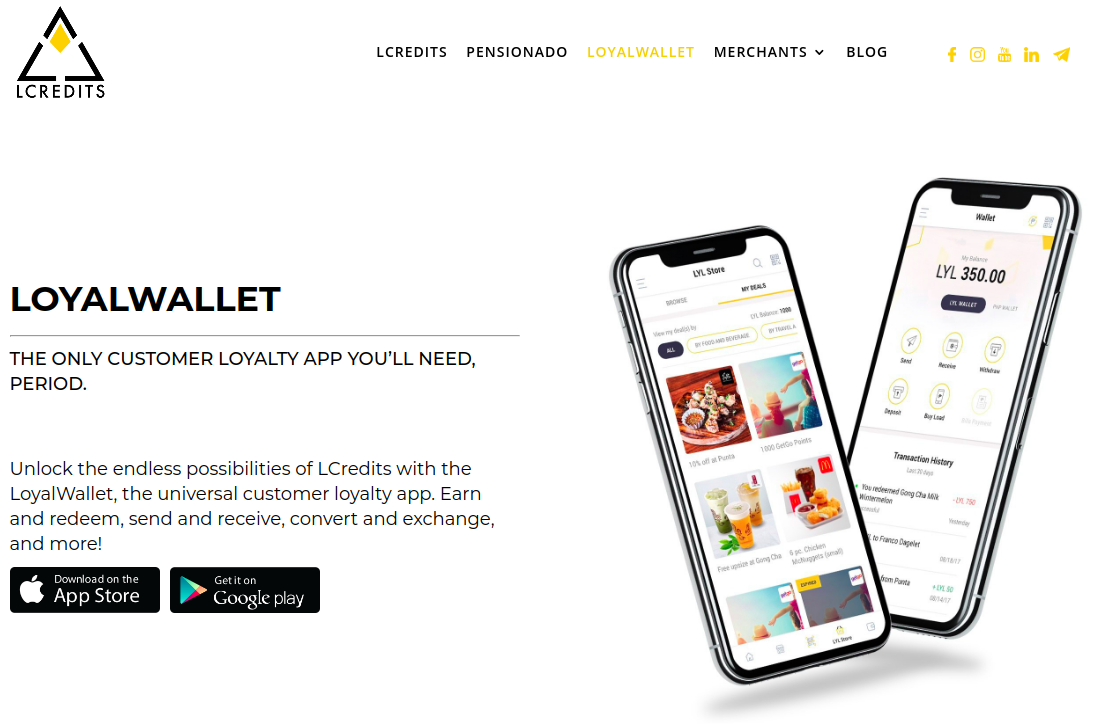 LCREDITS
LCREDITS PENSIONADO LOYALWALLET MERCHANTS BLOG
LOYALWALLET
THE ONLY CUSTOMER LOYALTY APP YOU’LL NEED,
PERIOD.
Unlock the endless possibilities of LCredits with the
LoyalWallet, the universal customer loyalty app. Earn
and redeem, send and receive, convert and exchange,
and more!
Download on the
App Store
Get it on
Google play
LYL Store
BROWSE MY DEALS
View my deal(s) by LYL Balance: 1000
ALL BY FOOD AND BEVERAGE BY TRAVEL A
10% off at Punta
1000 GetGo Points
Free upsize at Gong Cha
6 pc. Chicken
McNuggets (small)
EXPIRED
LYL Store
Wallet
My Balance
LYL 350.00
LYL WALLET PHP WALLET
Send Receive Withdraw
Deposit Buy Load Bills Payment
Transaction History
Last 30 days
You redeemed Gong Cha Milk - LYL 750
Wintermelon
Yesterday
to Franco Dagelet
08/18/17
from Punta + LYL 50
08/14/17